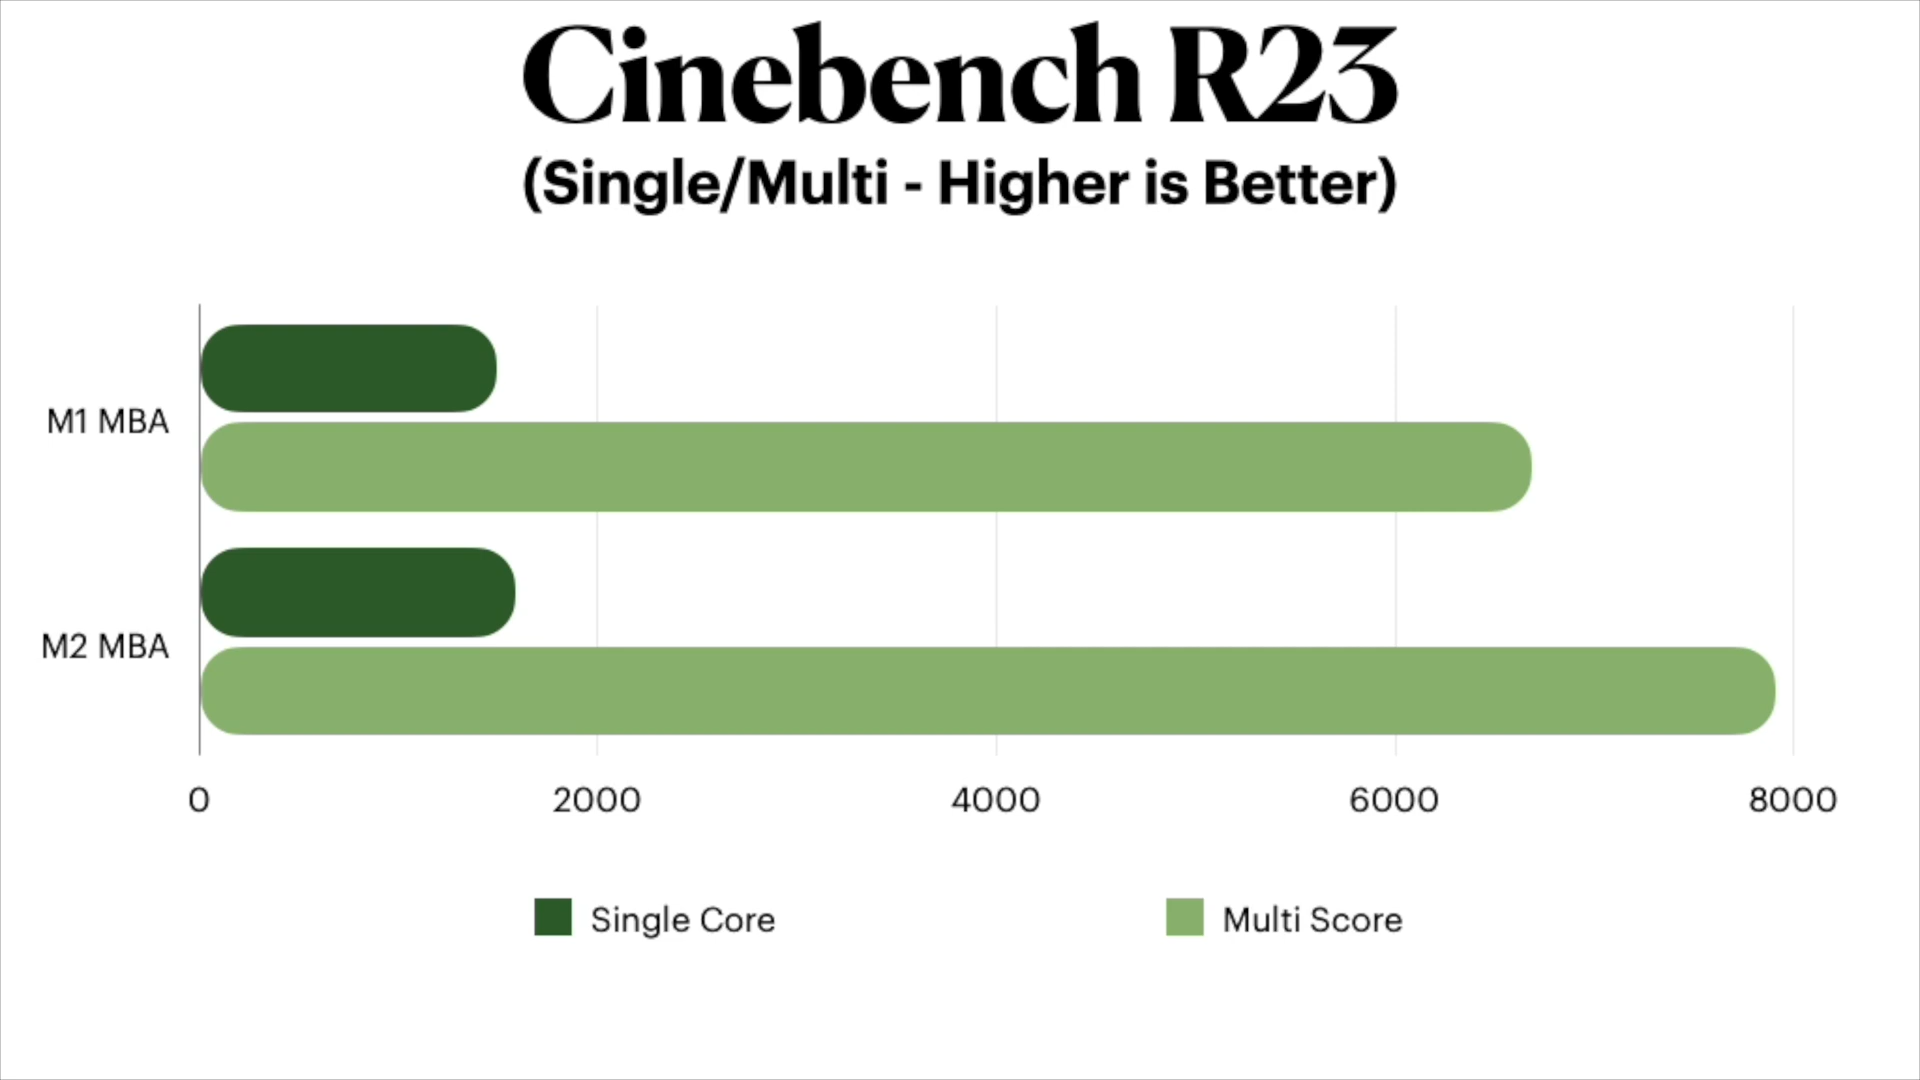 Cinebench R23
(Single/Multi - Higher is Better)
M1 MBA
M2 MBA
0 2000 4000 6000 8000
Single Core Multi Score